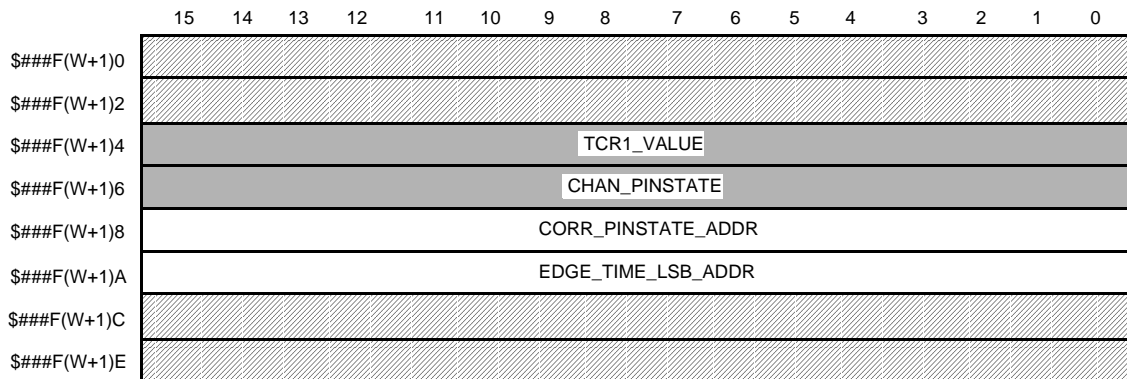 15 14 13 12 11 10 9 8 7 6 5 4 3 2 1 0
$###F(W+1)0
$###F(W+1)2
$###F(W+1)4 TCR1_VALUE
$###F(W+1)6 CHAN_PINSTATE
$###F(W+1)8 CORR_PINSTATE_ADDR
$###F(W+1)A EDGE_TIME_LSB_ADDR
$###F(W+1)C
$###F(W+1)E